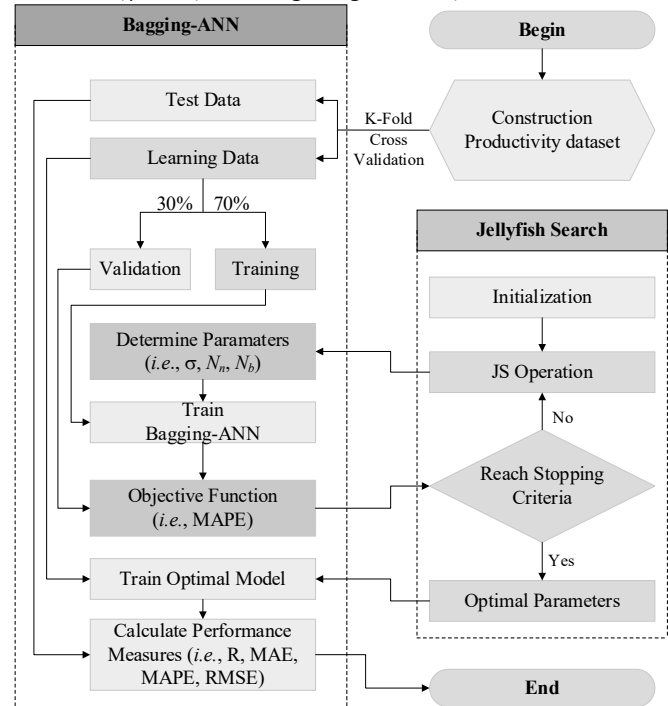 Bagging-ANN
Begin
Test Data
K-Fold
Cross
Validation
Construction
Productivity dataset
Learning Data
30%
70%
Validation
Training
Jellyfish Search
Initialization
Determine Paramaters
(i.e., σ, Nn, Nb)
JS Operation
Train
Bagging-ANN
No
Objective Function
(i.e., MAPE)
Reach Stopping
Criteria
Yes
Train Optimal Model
Optimal Parameters
Calculate Performance
Measures (i.e., R, MAE,
MAPE, RMSE)
End